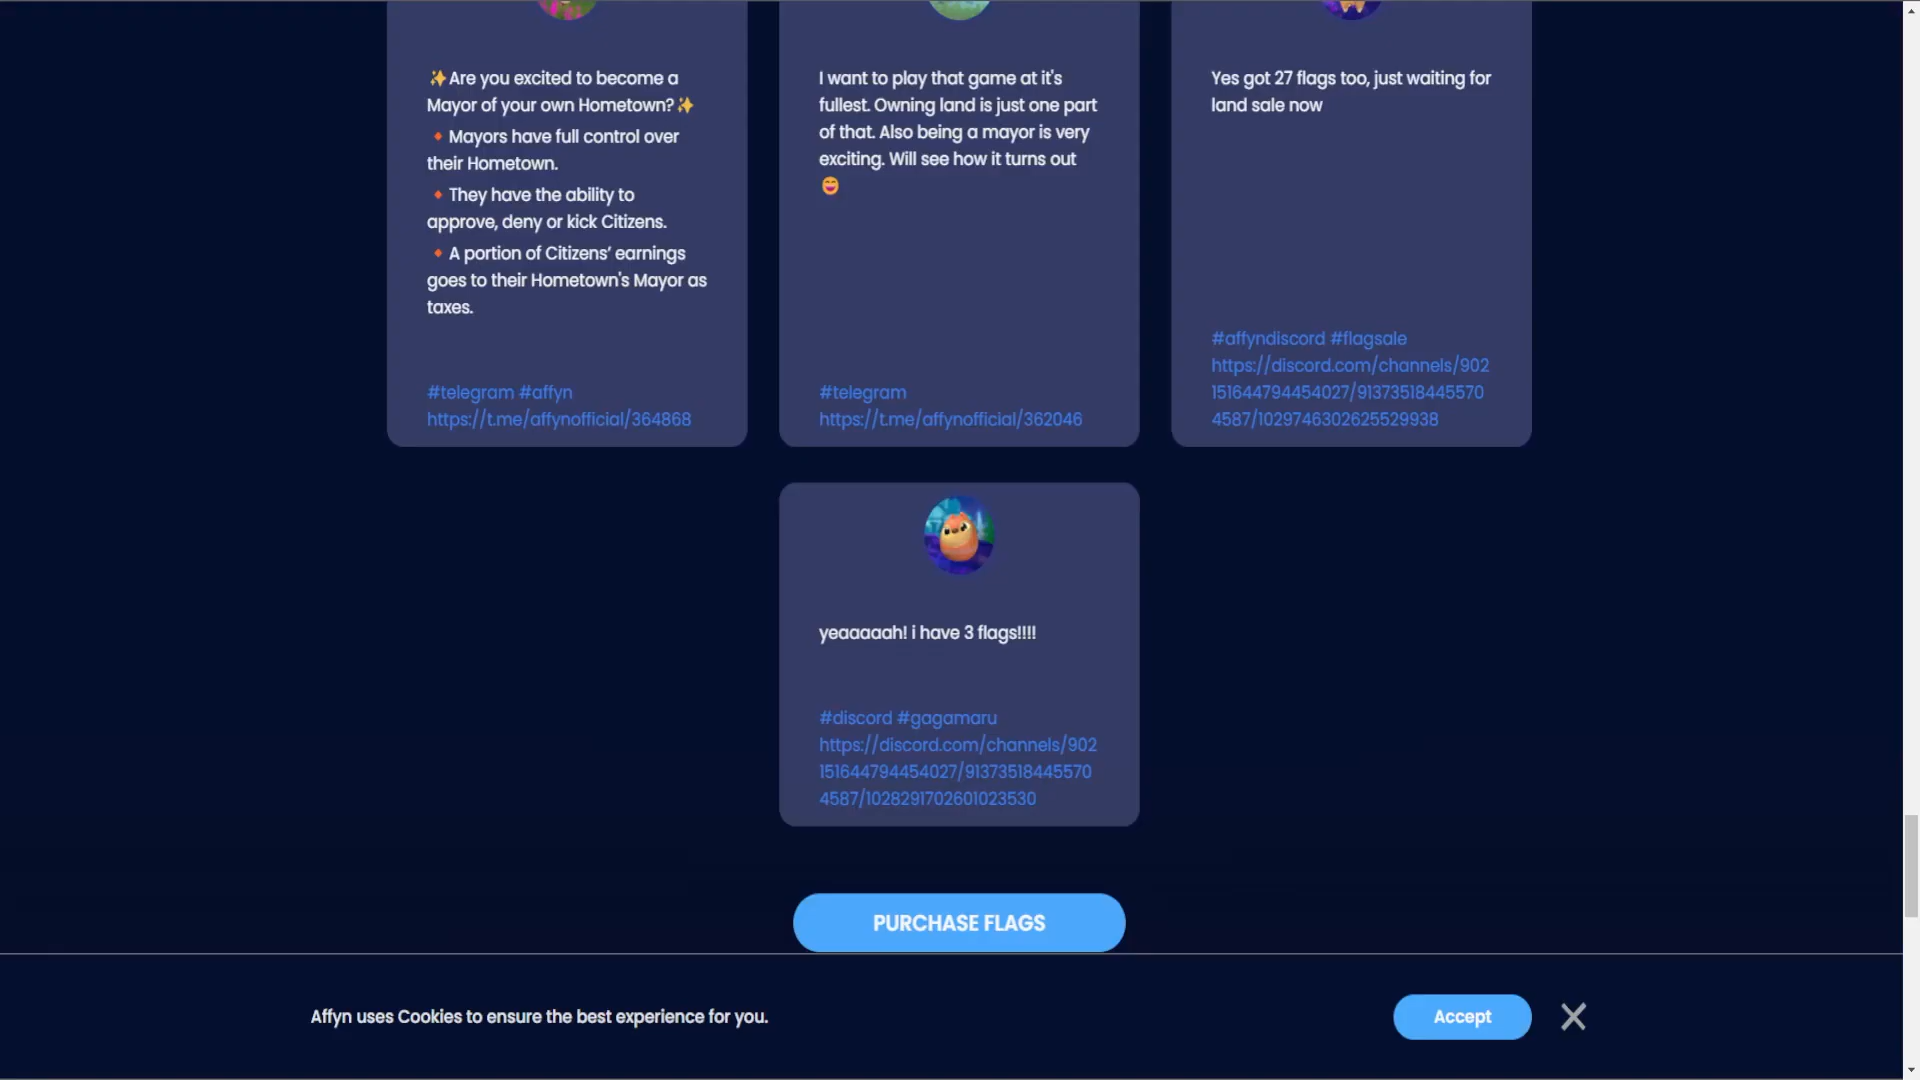 ✨Are you excited to become a
Mayor of your own Hometown?✨
🔸Mayors have full control over
their Hometown.
🔸They have the ability to
approve, deny or kick Citizens.
🔸A portion of Citizens’ earnings
goes to their Hometown's Mayor as
taxes.
#telegram #affyn
https://t.me/affynofficial/364868
I want to play that game at it's
fullest. Owning land is just one part
of that. Also being a mayor is very
exciting. Will see how it turns out
😄
#telegram
https://t.me/affynofficial/362046
Yes got 27 flags too, just waiting for
land sale now
#affyndiscord #flagsale
https://discord.com/channels/902
151644794454027/91373518445570
4587/1029746302625529938
yeaaaaah! i have 3 flags!!!!
#discord #gagamaru
https://discord.com/channels/902
151644794454027/91373518445570
4587/1028291702601023530
PURCHASE FLAGS
Affyn uses Cookies to ensure the best experience for you.
Accept